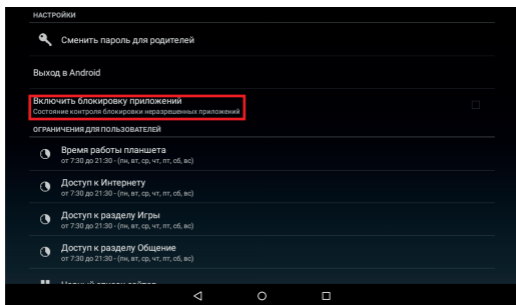 НАСТРОЙКИ
Сменить пароль для родителей
Выход в Android
Включить блокировку приложений
Состояние контроля блокировки неразрешенных приложений
ОГРАНИЧЕНИЯ ДЛЯ ПОЛЬЗОВАТЕЛЕЙ
Время работы планшета
от 7:30 до 21:30 - (пн, вт, ср, чт, пт, сб, вс)
Доступ к Интернету
от 7:30 до 21:30 - (пн, вт, ср, чт, пт, сб, вс)
Доступ к разделу Игры
от 7:30 до 21:30 - (пн, вт, ср, чт, пт, сб, вс)
Доступ к разделу Общение
от 7:30 до 21:30 - (пн, вт, ср, чт, пт, сб, вс)